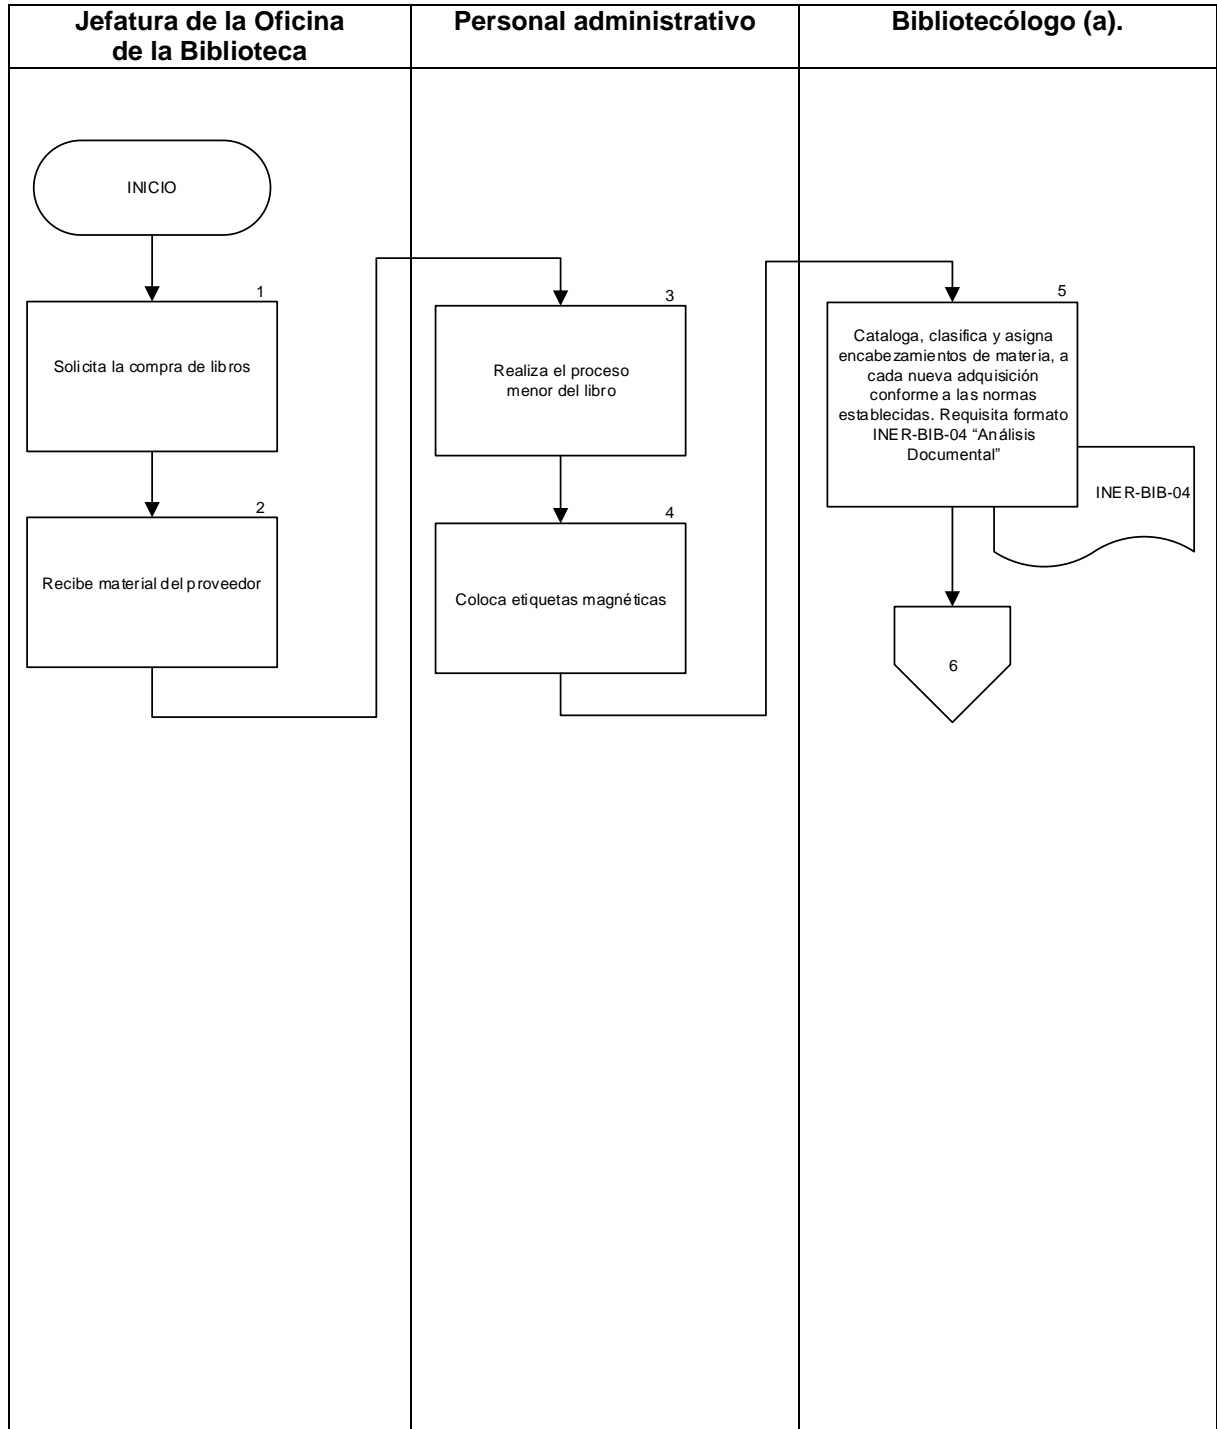 Jefatura de la Oficina
de la Biblioteca
Personal administrativo
Bibliotecólogo (a).
INICIO
1
Solicita la compra de libros
2
Recibe material del proveedor
3
Realiza el proceso
menor del libro
4
Coloca etiquetas magnéticas
5
Cataloga, clasifica y asigna
encabezamientos de materia, a
cada nueva adquisición
conforme a las normas
establecidas. Requisita formato
INER-BIB-04 “Análisis
Documental”
INER-BIB-04
6